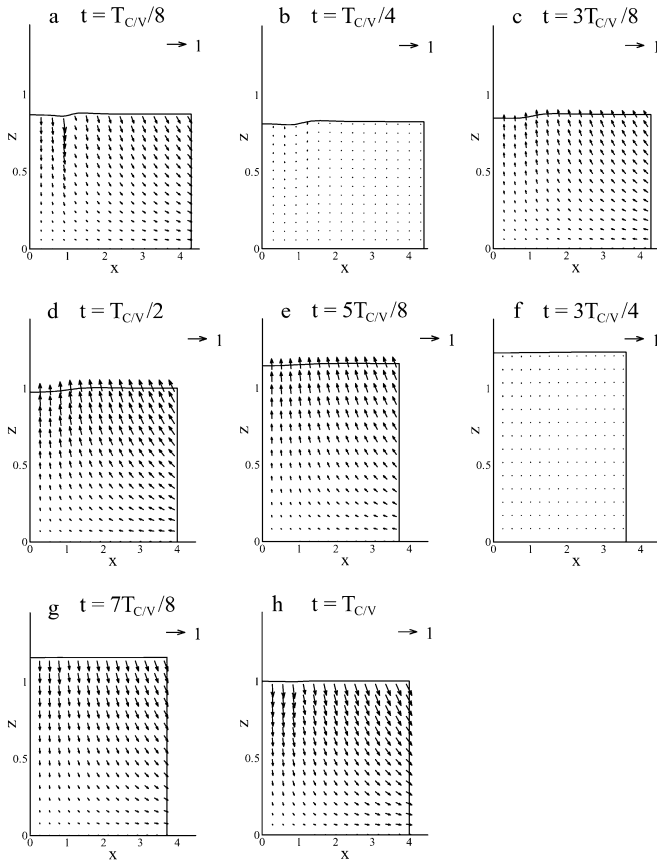 a t = T_C/V/8
1
1
z
0.5
0
0 1 2 3 4
x
b t = T_C/V/4
1
1
z
0.5
0
0 1 2 3 4
x
c t = 3T_C/V/8
1
1
z
0.5
0
0 1 2 3 4
x
d t = T_C/V/2
1
1
z
0.5
0
0 1 2 3 4
x
e t = 5T_C/V/8
1
1
z
0.5
0
0 1 2 3 4
x
f t = 3T_C/V/4
1
1
z
0.5
0
0 1 2 3 4
x
g t = 7T_C/V/8
1
1
z
0.5
0
0 1 2 3 4
x
h t = T_C/V
1
1
z
0.5
0
0 1 2 3 4
x